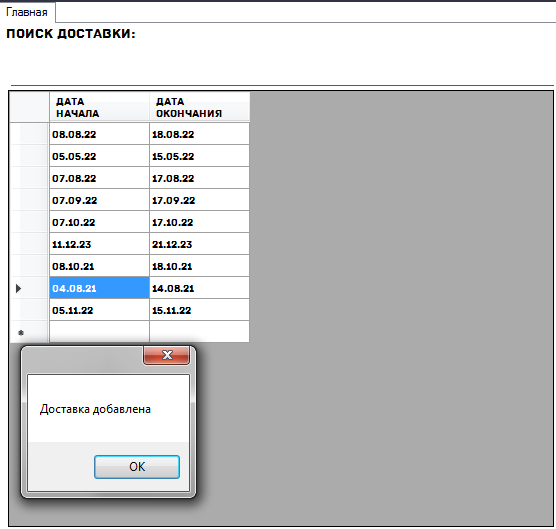 Главная
ПОИСК ДОСТАВКИ:
ДАТА НАЧАЛА ДАТА ОКОНЧАНИЯ
08.08.22 18.08.22
05.05.22 15.05.22
07.08.22 17.08.22
07.09.22 17.09.22
07.10.22 17.10.22
11.12.23 21.12.23
08.10.21 18.10.21
04.08.21 14.08.21
05.11.22 15.11.22
Доставка добавлена
OK